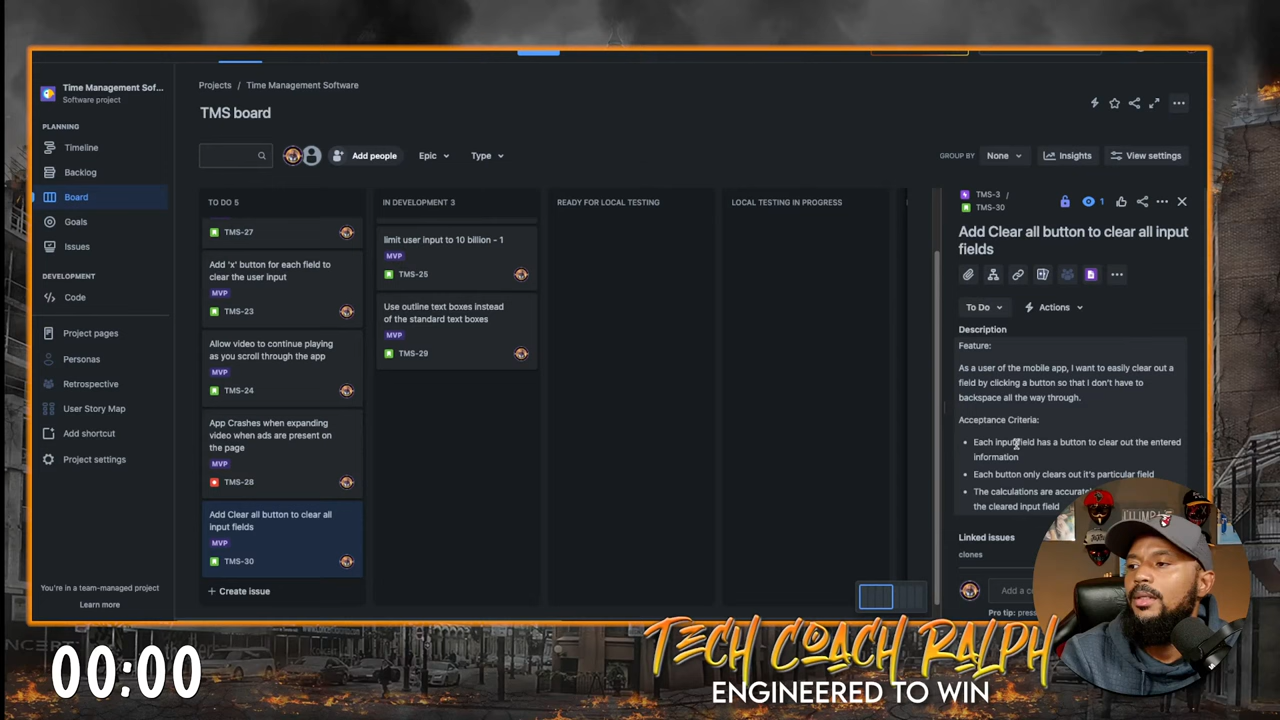 Time Management Sof...
Software project
PLANNING
Timeline
Backlog
Board
Goals
Issues
DEVELOPMENT
Code
Project pages
Personas
Retrospective
User Story Map
Add shortcut
Project settings
You're in a team-managed project
Learn more
Projects / Time Management Software
TMS board
Add people
Epic
Type
GROUP BY
None
Insights
View settings
TO DO 5
TMS-27
Add 'x' button for each field to
clear the user input
MVP
TMS-23
Allow video to continue playing
as you scroll through the app
MVP
TMS-24
App Crashes when expanding
video when ads are present on
the page
MVP
TMS-28
Add Clear all button to clear all
input fields
MVP
TMS-30
+ Create issue
IN DEVELOPMENT 3
limit user input to 10 billion - 1
MVP
TMS-25
Use outline text boxes instead
of the standard text boxes
MVP
TMS-29
READY FOR LOCAL TESTING
LOCAL TESTING IN PROGRESS
TMS-3 /
TMS-30
1
Add Clear all button to clear all input
fields
To Do
Actions
Description
Feature:
As a user of the mobile app, I want to easily clear out a
field by clicking a button so that I don't have to
backspace all the way through.
Acceptance Criteria:
• Each input field has a button to clear out the entered
information
• Each button only clears out it's particular field
• The calculations are
the cleared input field
Linked issues
clones
Add a
Pro tip:
00:00
TECH COACH RALPH
ENGINEERED TO WIN